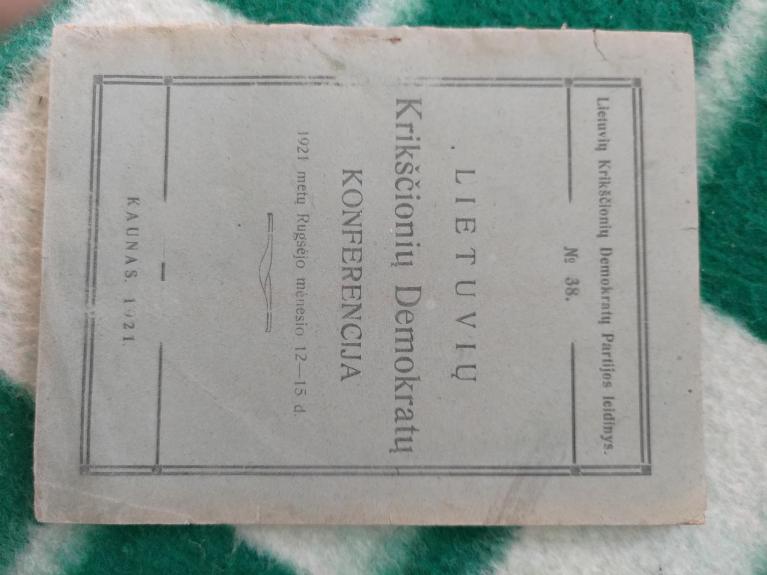 Lietuvių Krikščionių Demokratų Partijos leidinys.
№ 38.
LIETUVIŲ
Krikščionių Demokratų
KONFERENCIJA
1921 metų Rugsėjo mėnesio 12—15 d.
KAUNAS. 1921.